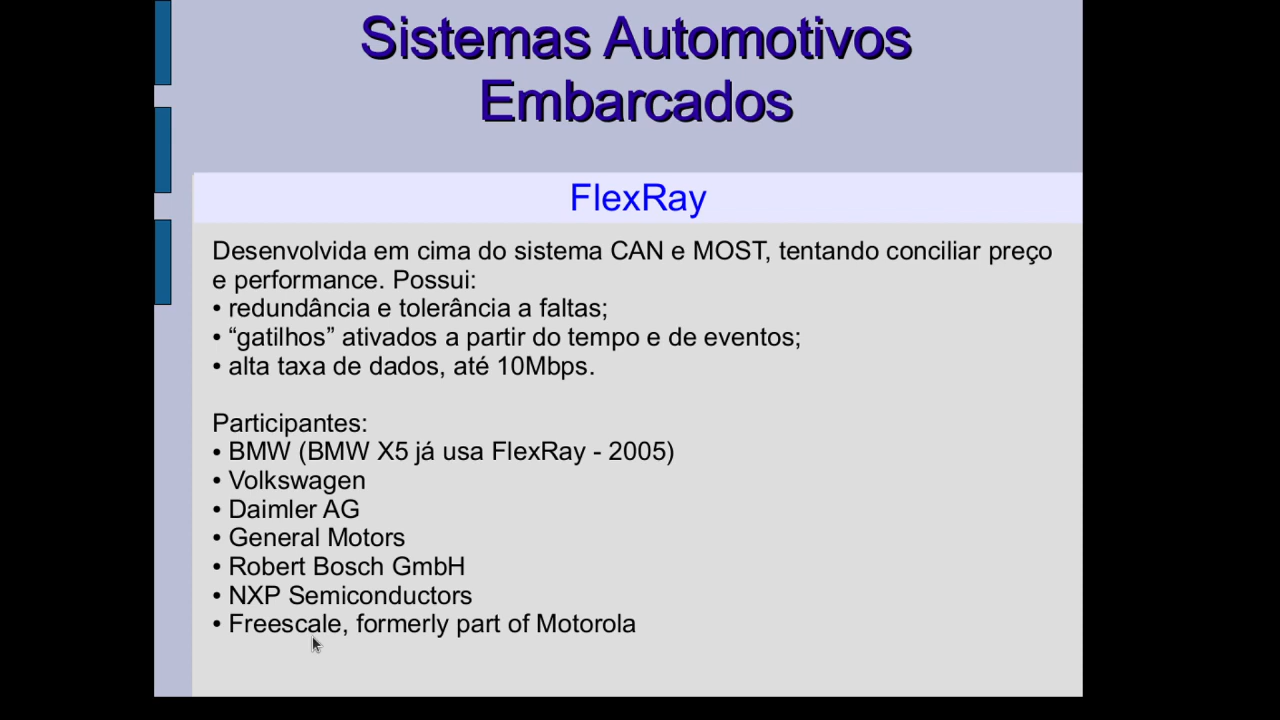 Sistemas Automotivos
Embarcados
FlexRay
Desenvolvida em cima do sistema CAN e MOST, tentando conciliar preço
e performance. Possui:
• redundância e tolerância a faltas;
• “gatilhos” ativados a partir do tempo e de eventos;
• alta taxa de dados, até 10Mbps.
Participantes:
• BMW (BMW X5 já usa FlexRay - 2005)
• Volkswagen
• Daimler AG
• General Motors
• Robert Bosch GmbH
• NXP Semiconductors
• Freescale, formerly part of Motorola